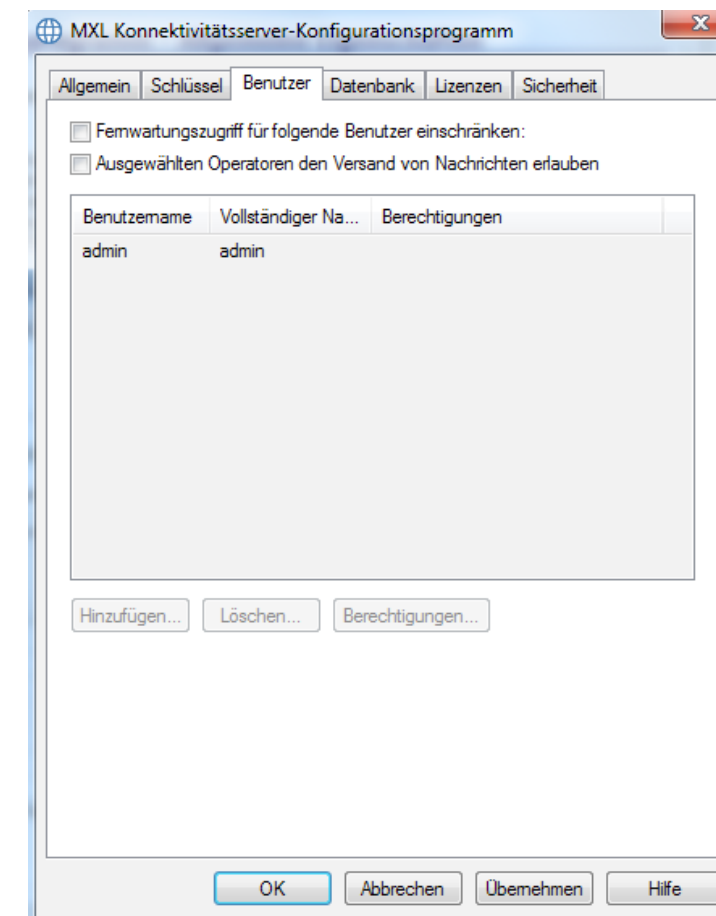 MXL Konnektivitätsserver-Konfigurationsprogramm
Allgemein Schlüssel Benutzer Datenbank Lizenzen Sicherheit
Fernwartungszugriff für folgende Benutzer einschränken:
Ausgewählten Operatoren den Versand von Nachrichten erlauben
Benutzername Vollständiger Na... Berechtigungen
admin admin
Hinzufügen... Löschen... Berechtigungen...
OK Abbrechen Übernehmen Hilfe